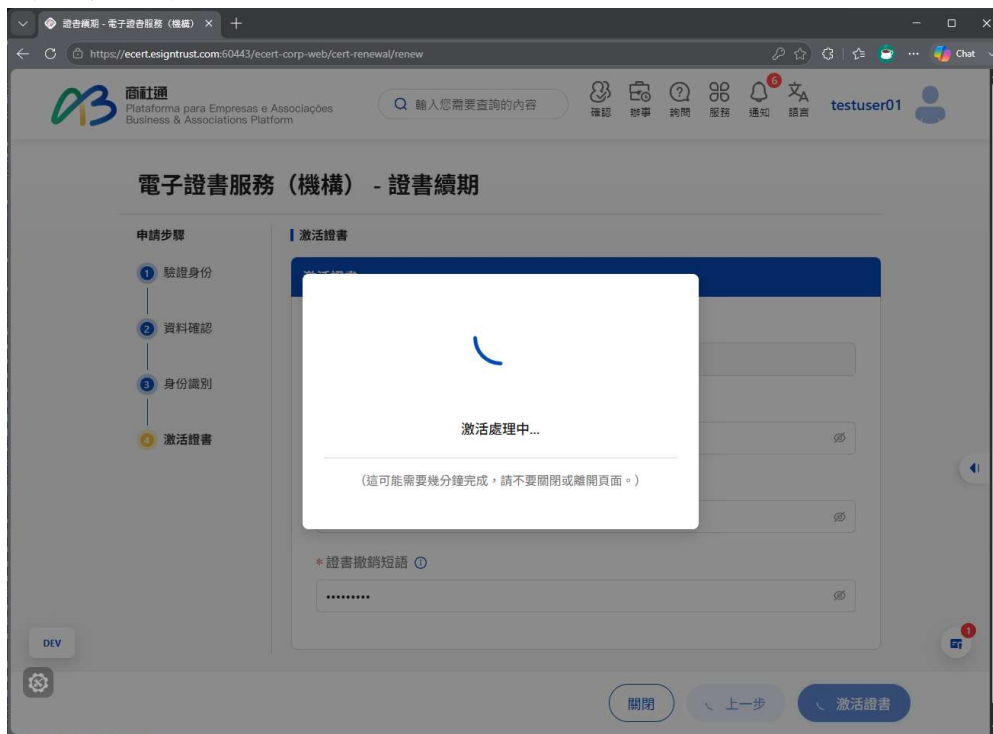 證書續期 - 電子證書服務（機構）
https://ecert.esigntrust.com:60443/ecert-corp-web/cert-renewal/renew
Chat
商社通
Plataforma para Empresas e Associações
Business & Associations Platform
輸入您需要查詢的內容
確認
辦事
詢問
服務
6
通知
語言
testuser01
電子證書服務（機構） - 證書續期
申請步驟
1 驗證身份
2 資料確認
3 身份識別
4 激活證書
激活證書
激活處理中...
（這可能需要幾分鐘完成，請不要關閉或離開頁面。）
*證書撤銷短語
•••••••••
DEV
1
關閉
上一步
激活證書